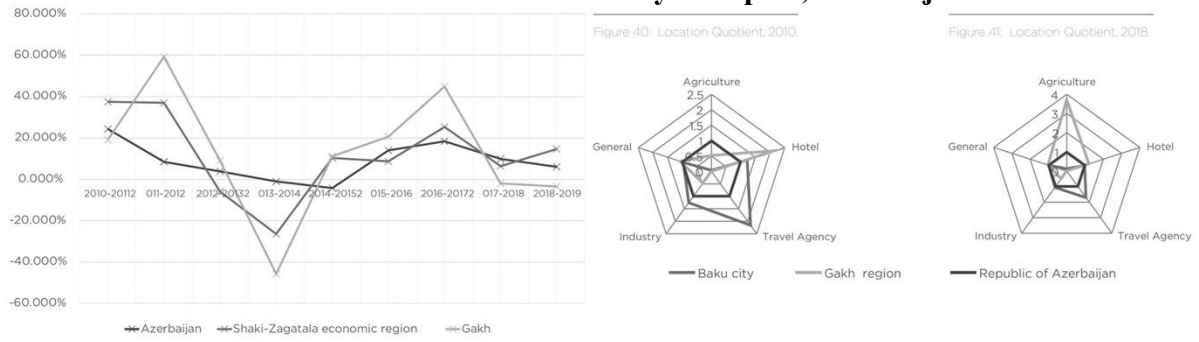 80.000%
60.000%
40.000%
20.000%
0.000%
-20.000%
-40.000%
-60.000%
2010-20112 011-2012 2012-20132 013-2014 2014-20152 015-2016 2016-20172 017-2018 2018-2019
Azerbaijan Shaki-Zagatala economic region Gakh
Figure 40: Location Quotient, 2010.
Agriculture
2.5
2
1.5
1
0.5
0
General
Hotel
Industry
Travel Agency
Figure 41: Location Quotient, 2018.
Agriculture
4
3
2
1
0
General
Hotel
Industry
Travel Agency
Baku city Gakh region Republic of Azerbaijan